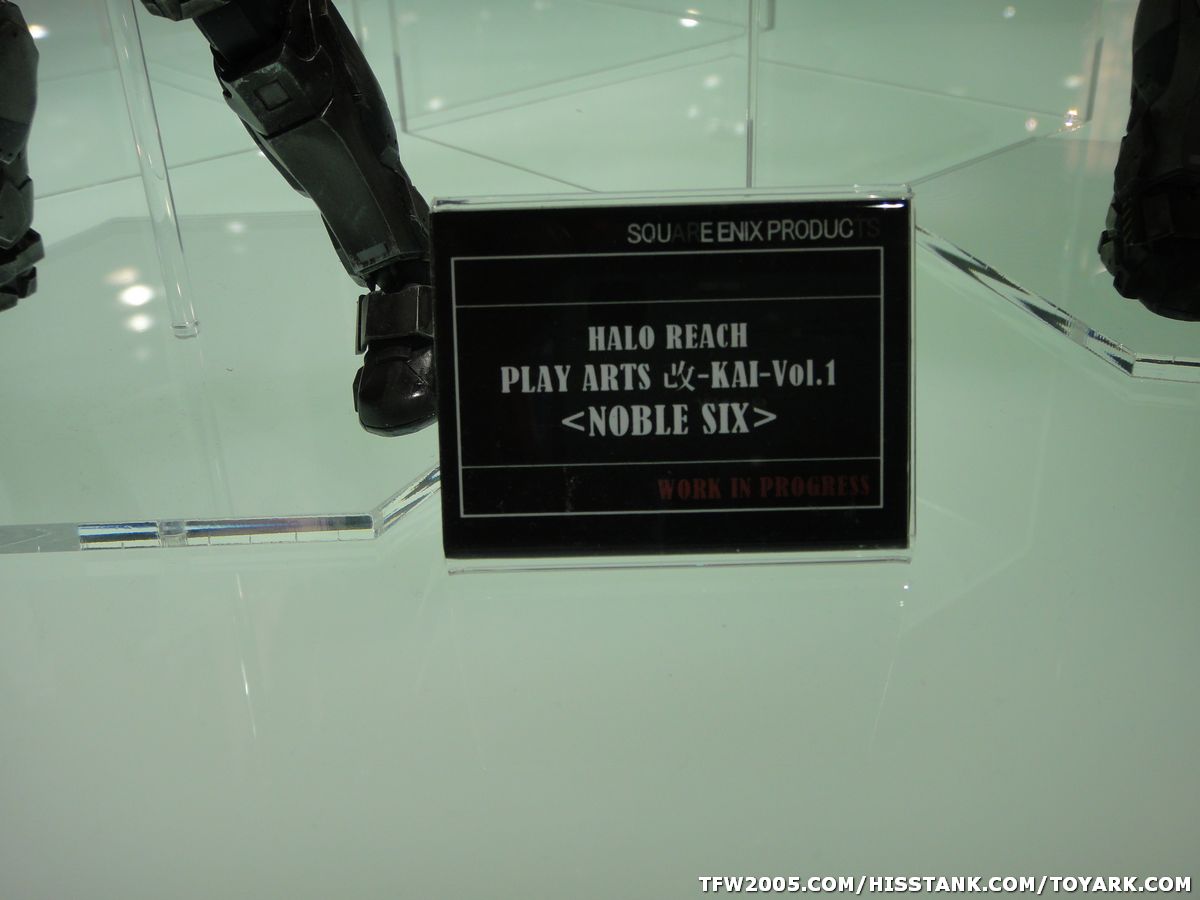 SQUARE ENIX PRODUCTS
HALO REACH
PLAY ARTS 改-KAI-Vol.1
<NOBLE SIX>
WORK IN PROGRESS
TFW2005.COM/HISSTANK.COM/TOYARK.COM